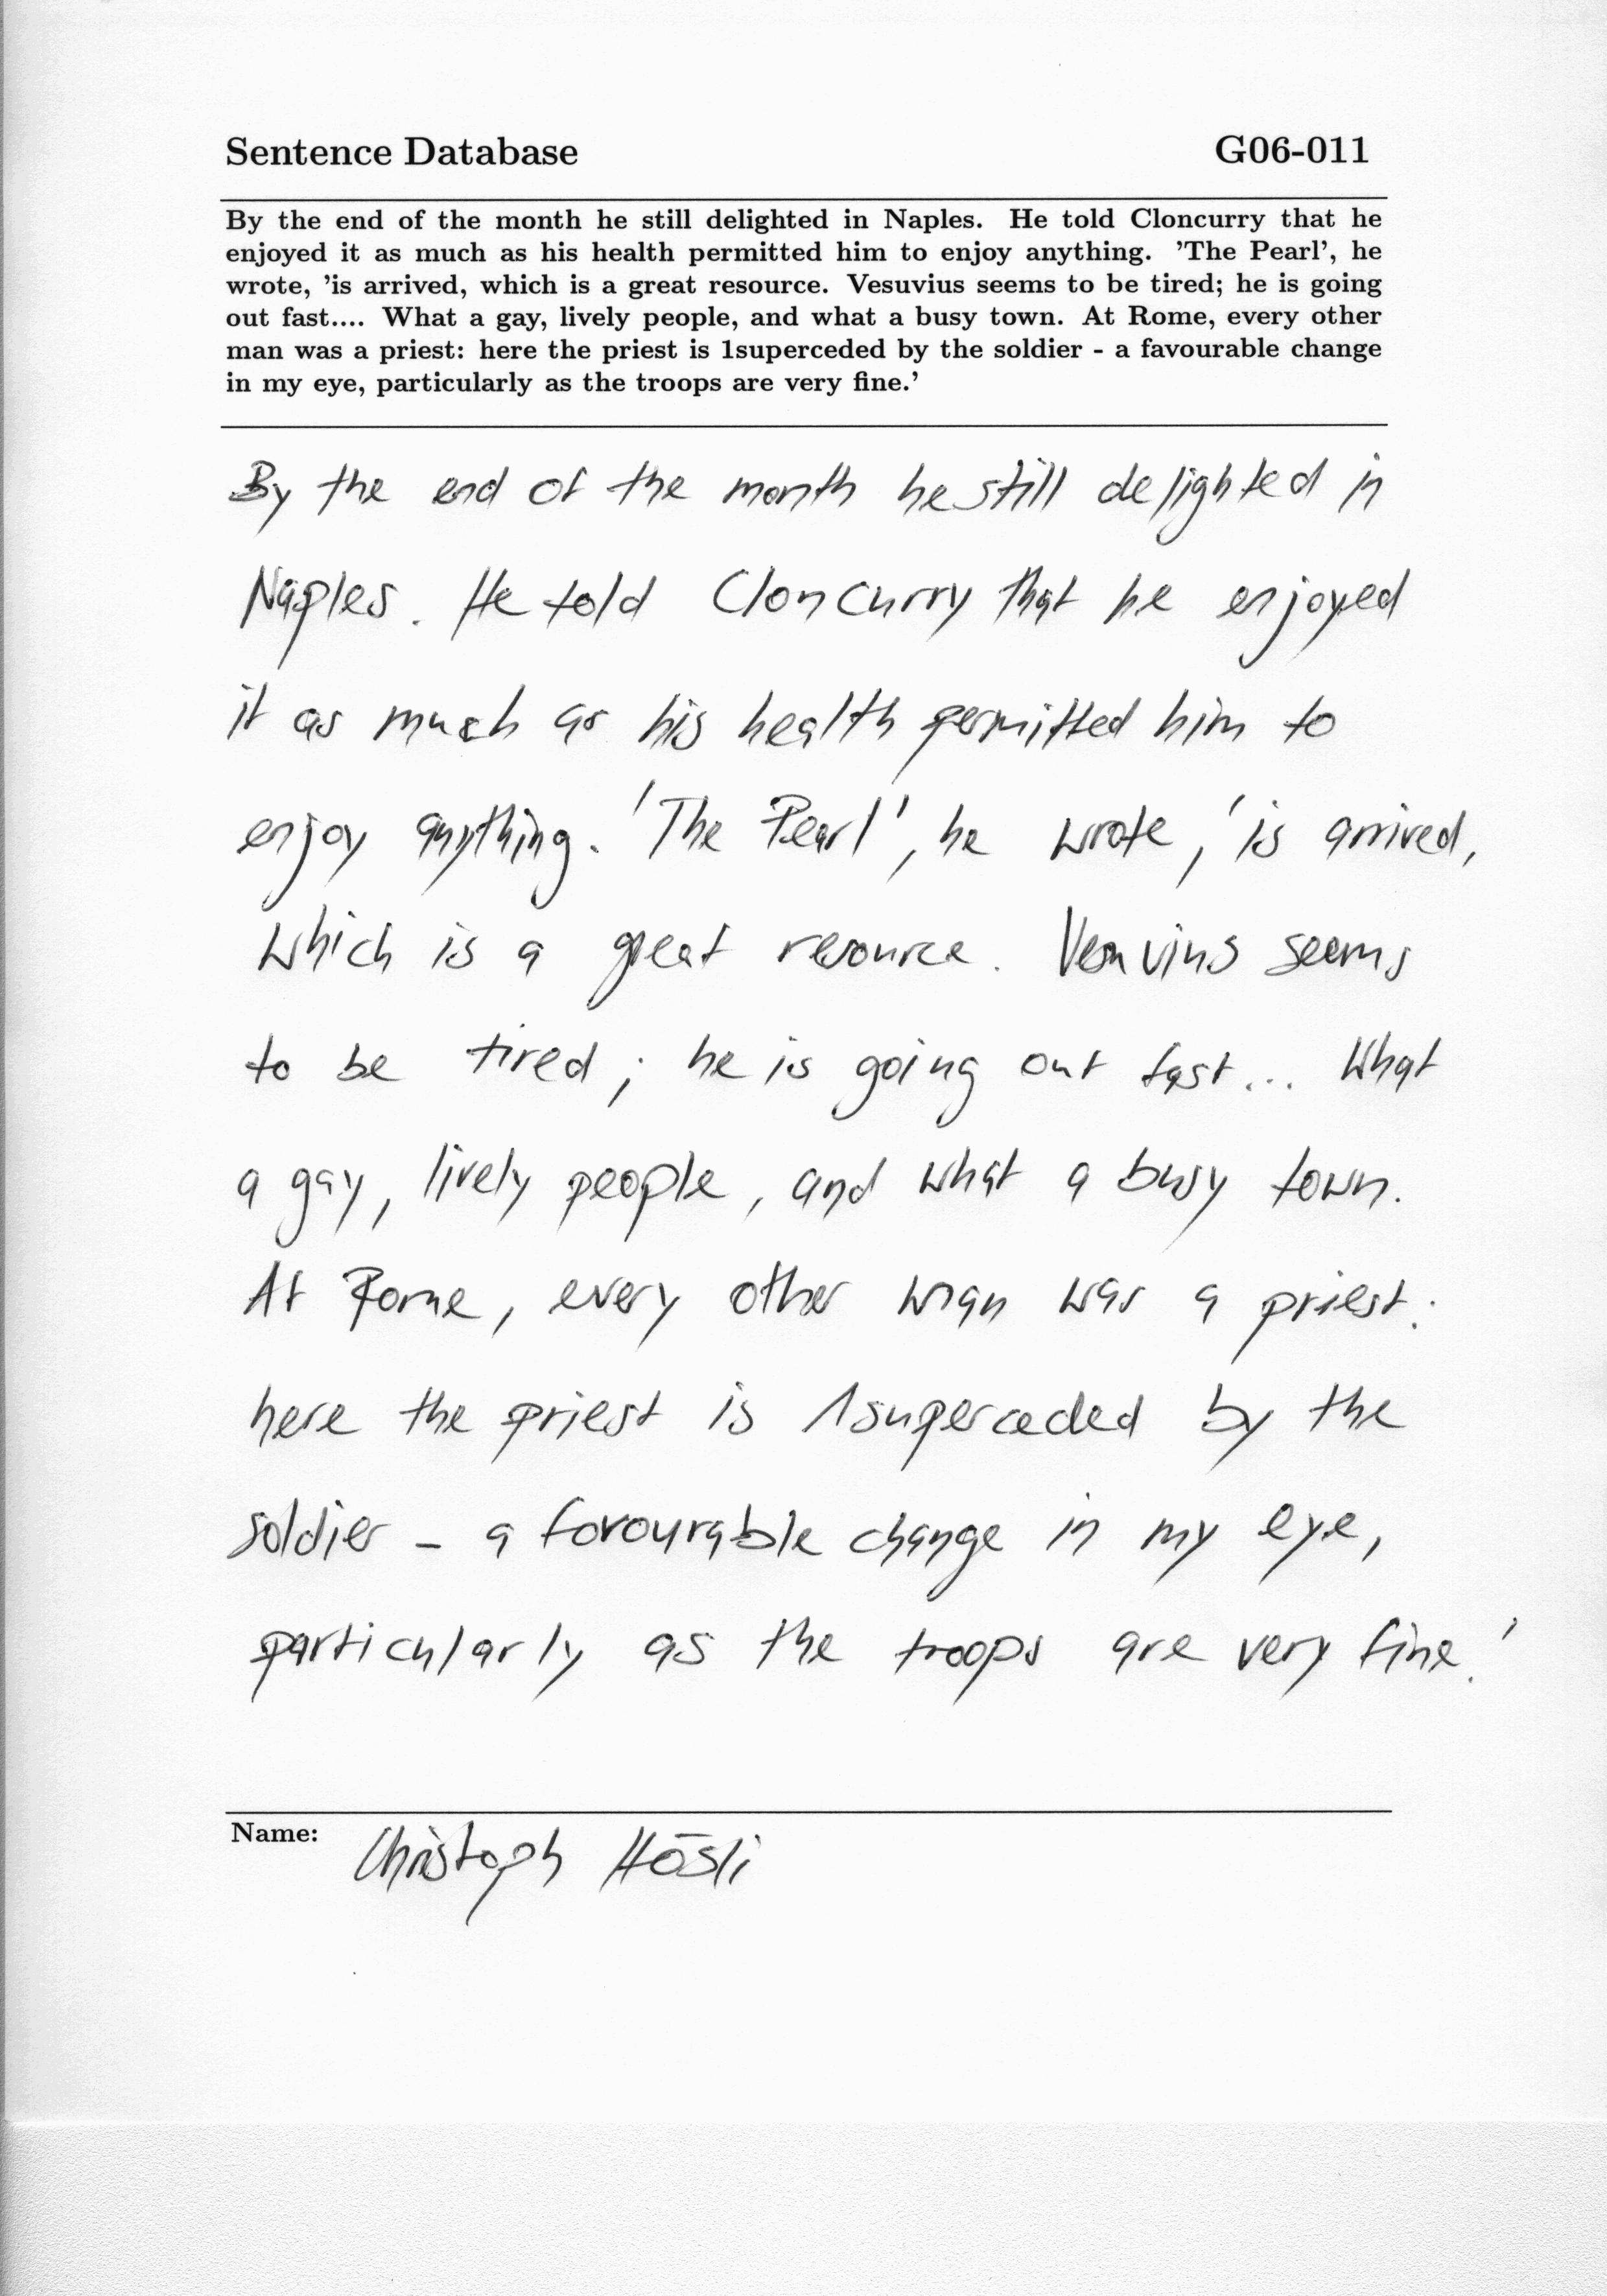 Sentence Database G06-011
By the end of the month he still delighted in Naples. He told Cloncurry that he
enjoyed it as much as his health permitted him to enjoy anything. 'The Pearl', he
wrote, 'is arrived, which is a great resource. Vesuvius seems to be tired; he is going
out fast.... What a gay, lively people, and what a busy town. At Rome, every other
man was a priest: here the priest is 1superceded by the soldier - a favourable change
in my eye, particularly as the troops are very fine.'
By the end of the month he still delighted in
Naples. He told Cloncurry that he enjoyed
it as much as his health permitted him to
enjoy anything. 'The Pearl', he wrote, 'is arrived,
which is a great resource. Vesuvius seems
to be tired; he is going out fast... What
a gay, lively people, and what a busy town.
At Rome, every other man was a priest:
here the priest is 1superceded by the
soldier - a favourable change in my eye,
particularly as the troops are very fine.'
Name: Christoph Hösli